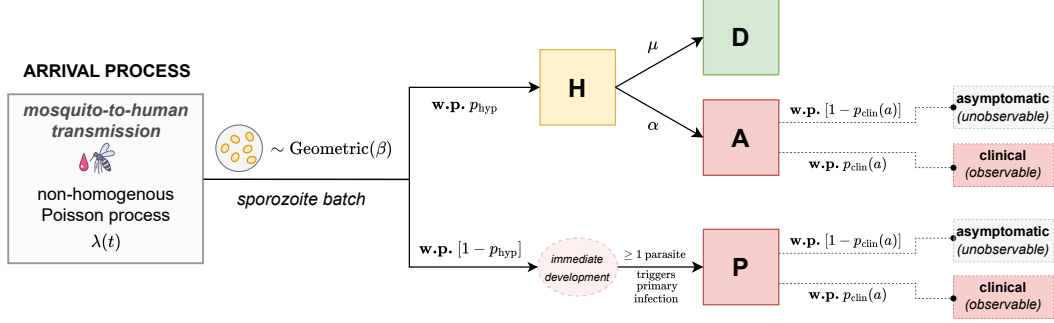 ARRIVAL PROCESS
mosquito-to-human
transmission
non-homogenous
Poisson process
λ(t)
∼ Geometric(β)
sporozoite batch
w.p. p_hyp
H
μ
α
D
A
w.p. [1 − p_clin(a)]
w.p. p_clin(a)
asymptomatic
(unobservable)
clinical
(observable)
w.p. [1 − p_hyp]
immediate
development
≥ 1 parasite
triggers
primary
infection
P
w.p. [1 − p_clin(a)]
w.p. p_clin(a)
asymptomatic
(unobservable)
clinical
(observable)